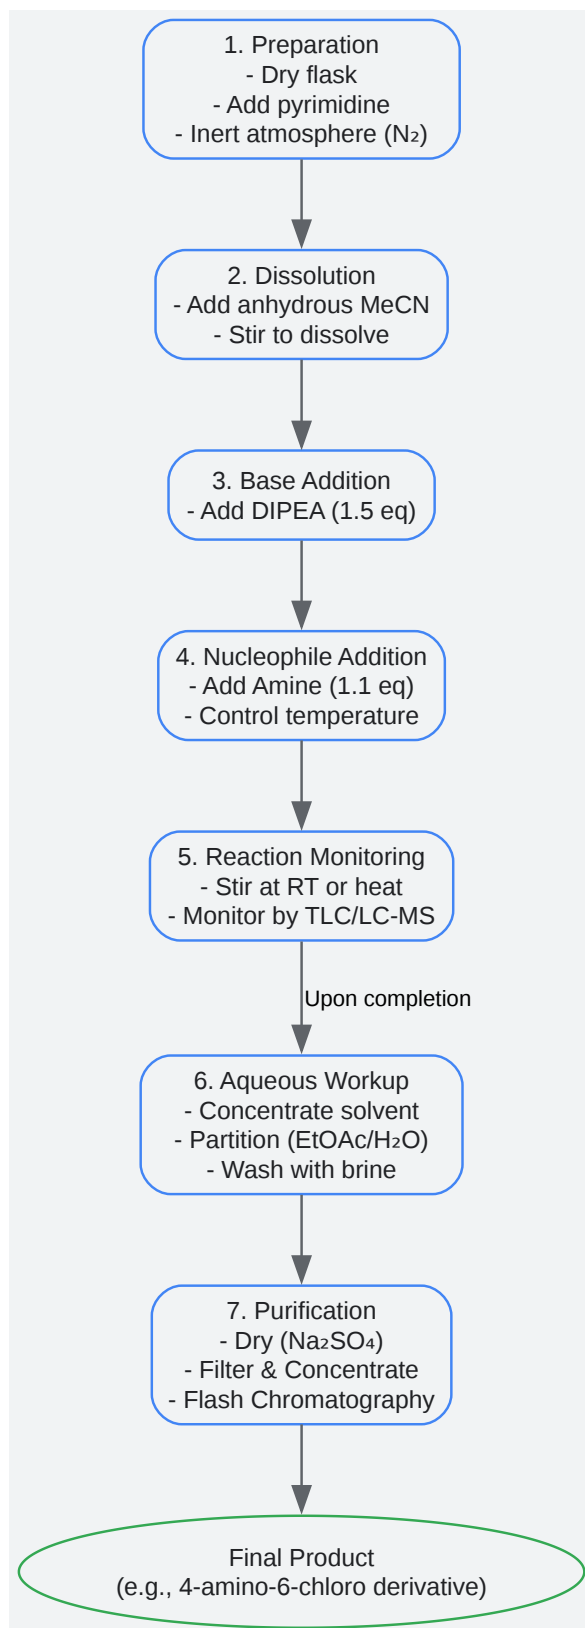 1. Preparation
- Dry flask
- Add pyrimidine
- Inert atmosphere (N₂)
2. Dissolution
- Add anhydrous MeCN
- Stir to dissolve
3. Base Addition
- Add DIPEA (1.5 eq)
4. Nucleophile Addition
- Add Amine (1.1 eq)
- Control temperature
5. Reaction Monitoring
- Stir at RT or heat
- Monitor by TLC/LC-MS
Upon completion
6. Aqueous Workup
- Concentrate solvent
- Partition (EtOAc/H₂O)
- Wash with brine
7. Purification
- Dry (Na₂SO₄)
- Filter & Concentrate
- Flash Chromatography
Final Product
(e.g., 4-amino-6-chloro derivative)